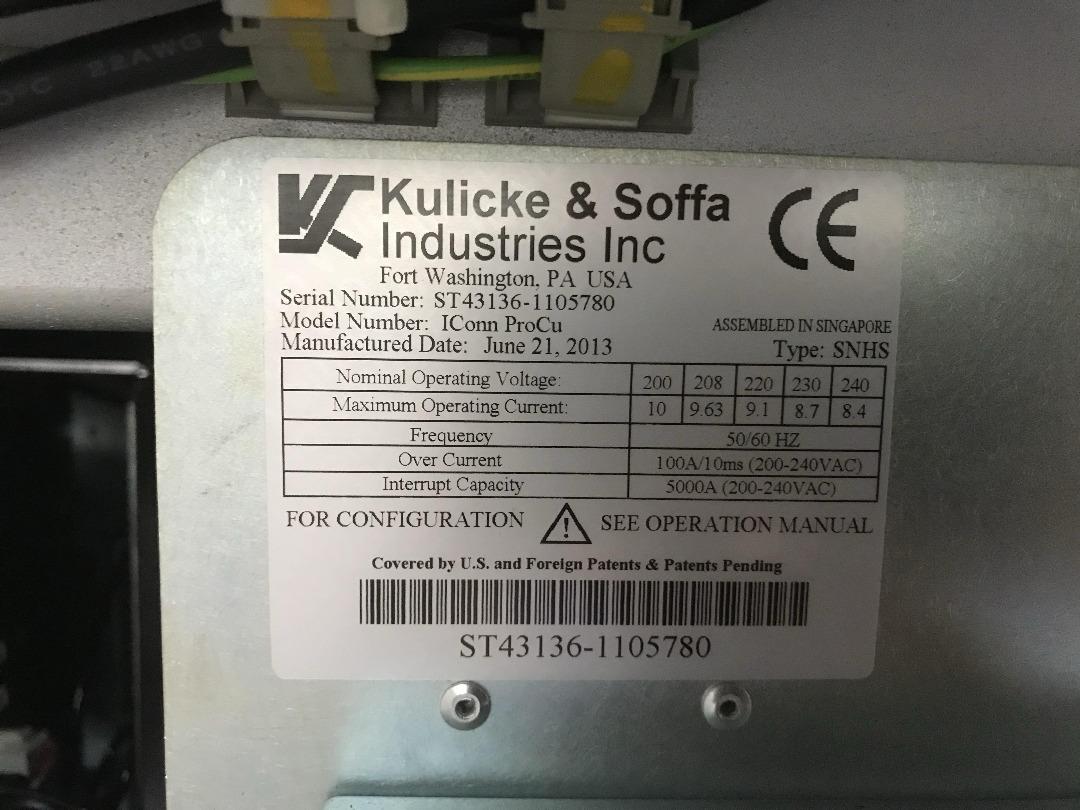 22AWG
Kulicke & Soffa
Industries Inc
Fort Washington, PA USA
Serial Number: ST43136-1105780
Model Number: IConn ProCu
ASSEMBLED IN SINGAPORE
Manufactured Date: June 21, 2013
Type: SNHS
Nominal Operating Voltage: 200 208 220 230 240
Maximum Operating Current: 10 9.63 9.1 8.7 8.4
Frequency 50/60 HZ
Over Current 100A/10ms (200-240VAC)
Interrupt Capacity 5000A (200-240VAC)
FOR CONFIGURATION ! SEE OPERATION MANUAL
Covered by U.S. and Foreign Patents & Patents Pending
ST43136-1105780